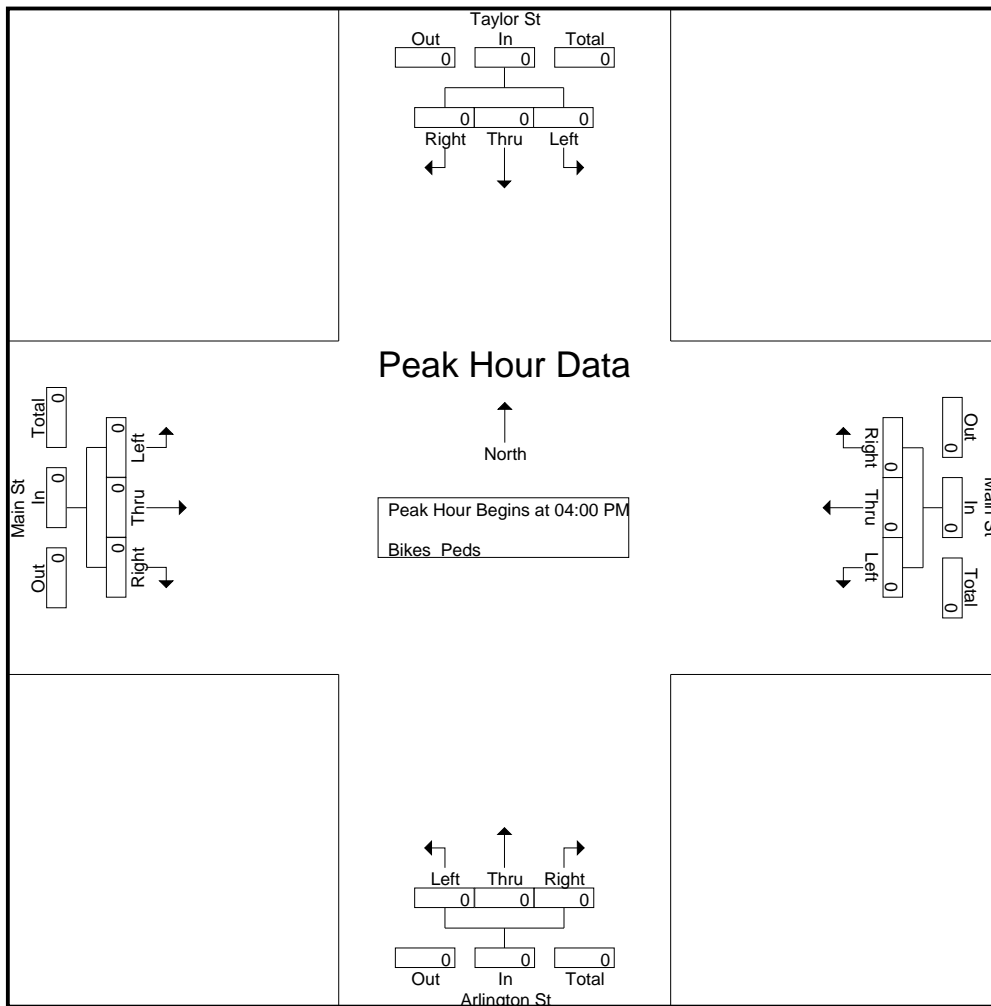 Taylor St
Out In Total
0 0 0
0 0 0
Right Thru Left
Peak Hour Data
North
Peak Hour Begins at 04:00 PM
Bikes Peds
Main St
Out In Total
0 0 0
0 0 0
Right Thru Left
Main St
Out In Total
0 0 0
0 0 0
Right Thru Left
Left Thru Right
0 0 0
0 0 0
Out In Total
Arlington St